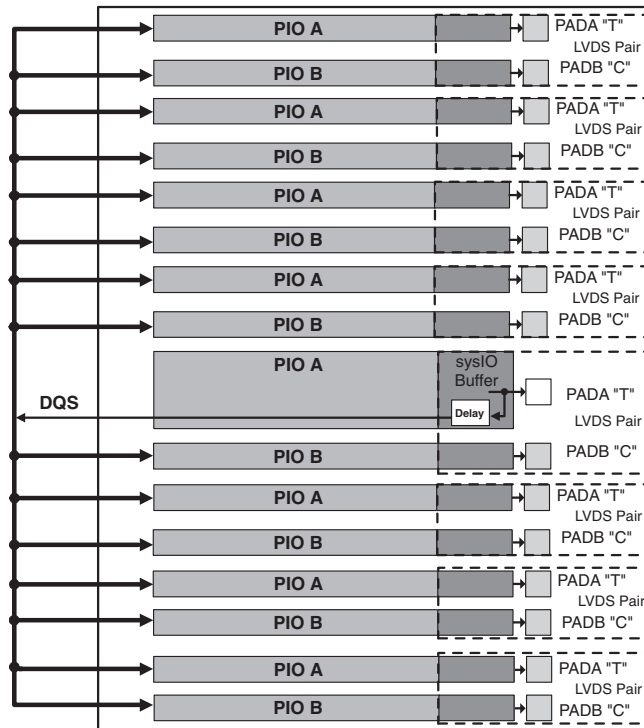 PIO A PADA "T"
LVDS Pair
PIO B PADB "C"
PIO A PADA "T"
LVDS Pair
PIO B PADB "C"
PIO A PADA "T"
LVDS Pair
PIO B PADB "C"
PIO A PADA "T"
LVDS Pair
PIO B PADB "C"
PIO A sysIO
Buffer
PADA "T"
DQS Delay
LVDS Pair
PIO B PADB "C"
PIO A PADA "T"
LVDS Pair
PIO B PADB "C"
PIO A PADA "T"
LVDS Pair
PIO B PADB "C"
PIO A PADA "T"
LVDS Pair
PIO B PADB "C"